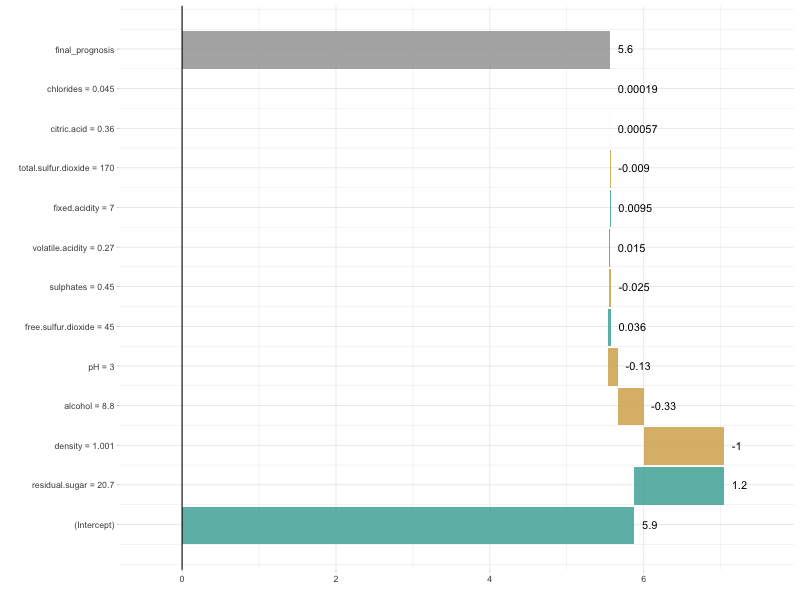 final_prognosis 5.6
chlorides = 0.045 0.00019
citric.acid = 0.36 0.00057
total.sulfur.dioxide = 170 -0.009
fixed.acidity = 7 0.0095
volatile.acidity = 0.27 0.015
sulphates = 0.45 -0.025
free.sulfur.dioxide = 45 0.036
pH = 3 -0.13
alcohol = 8.8 -0.33
density = 1.001 -1
residual.sugar = 20.7 1.2
(Intercept) 5.9
0 2 4 6